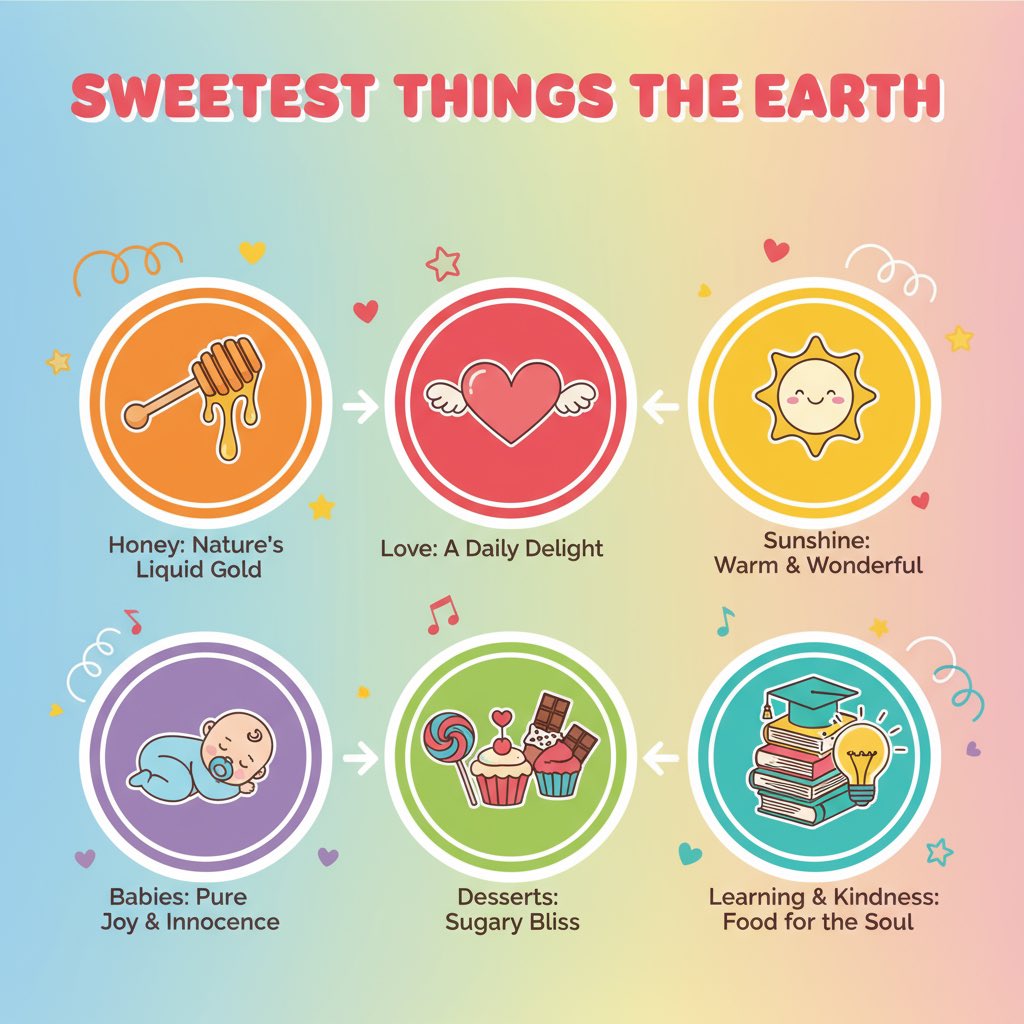 SWEETEST THINGS THE EARTH
Honey: Nature's
Liquid Gold
Love: A Daily Delight
Sunshine:
Warm & Wonderful
Babies: Pure
Joy & Innocence
Desserts:
Sugary Bliss
Learning & Kindness:
Food for the Soul